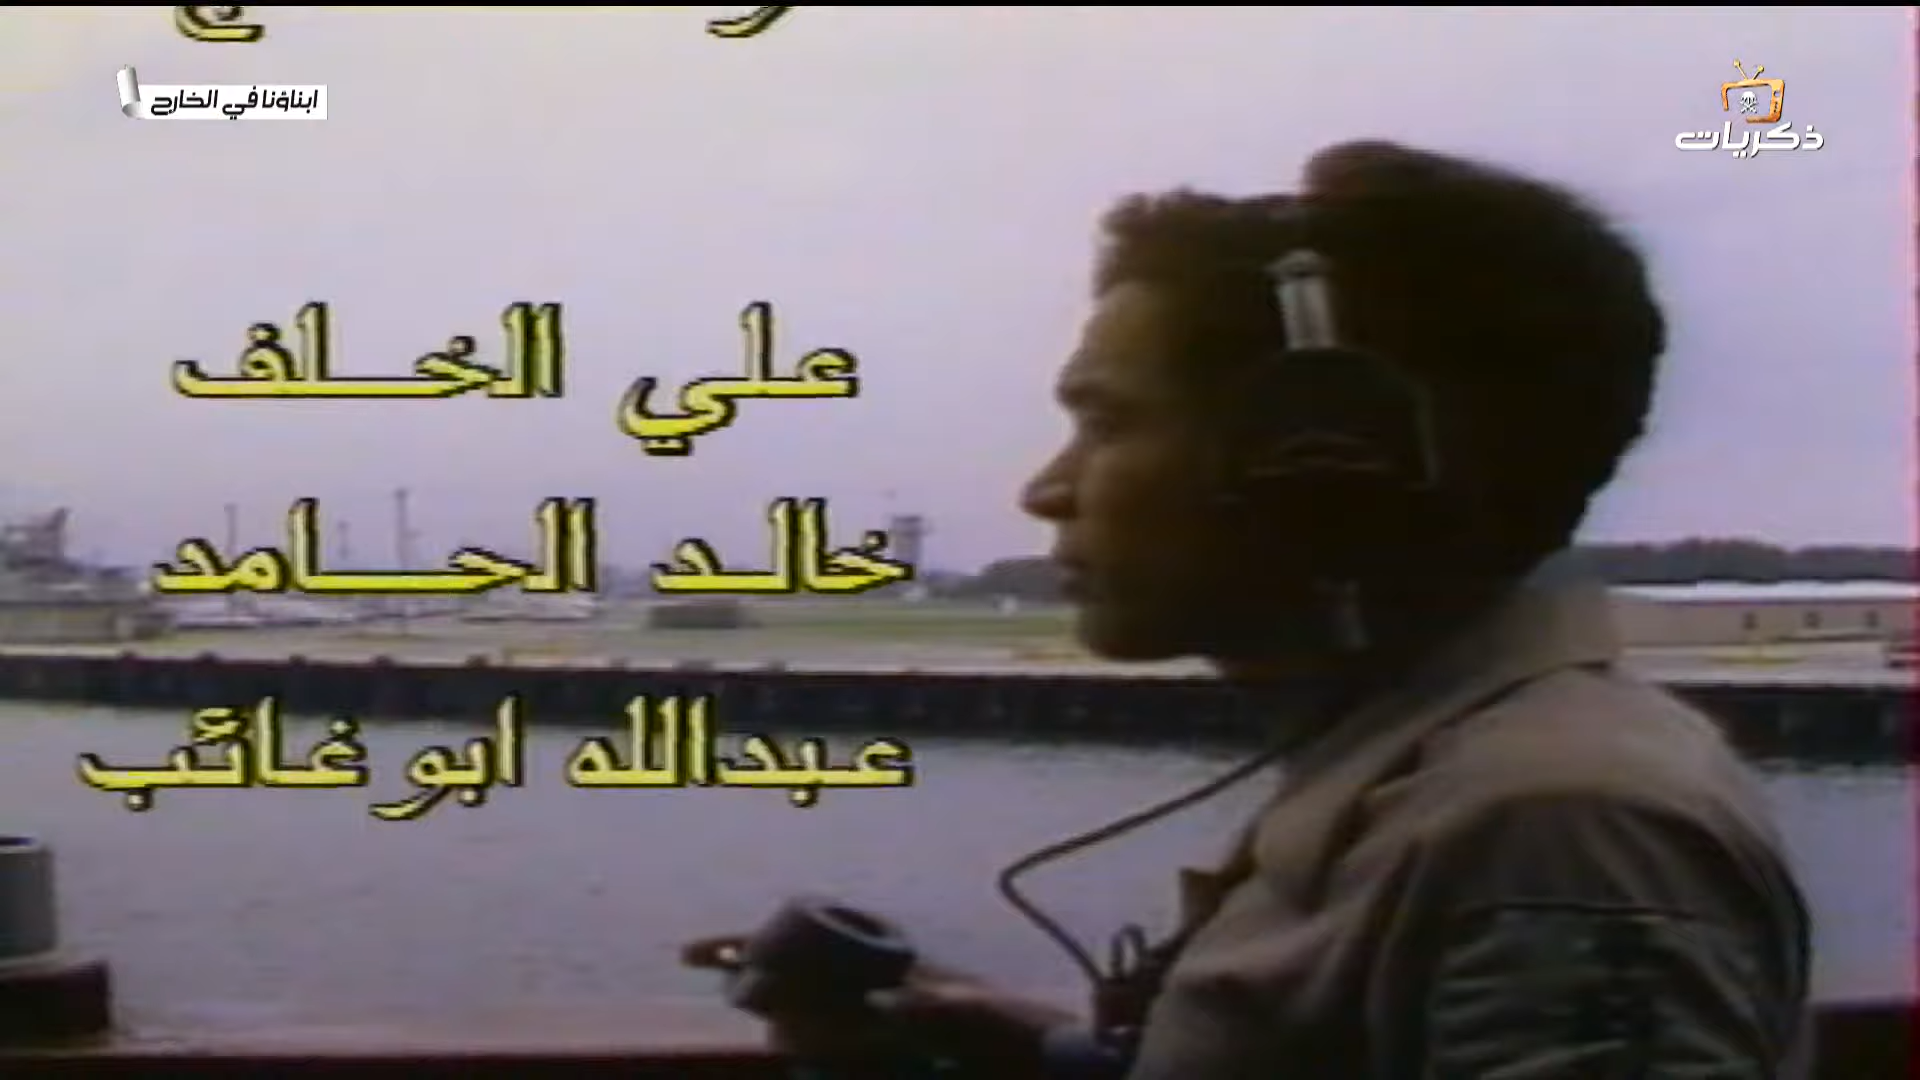 ابناؤنا في الخارج
ذكريات
علي الخلف
خالد الحامد
عبدالله ابو غائب